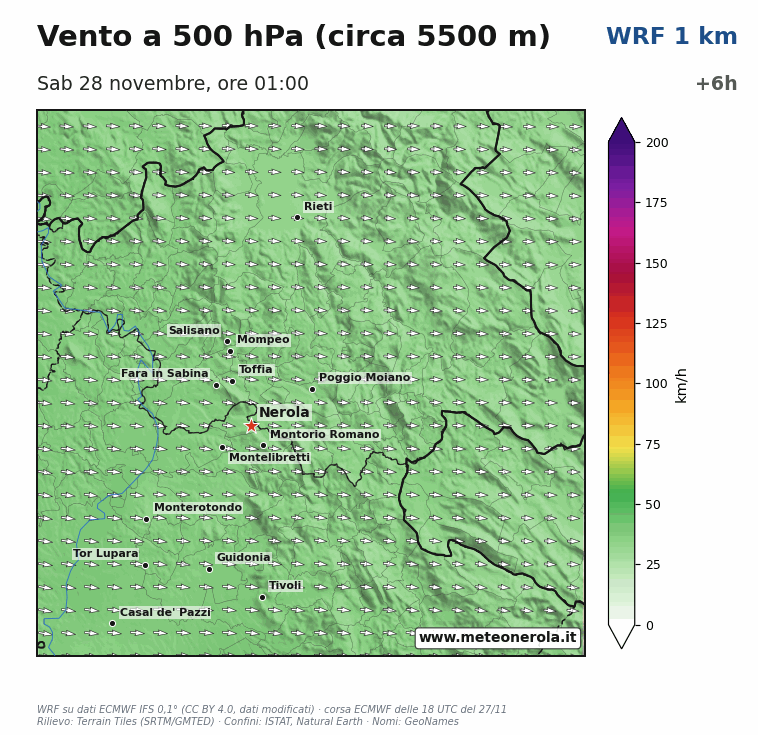 Vento a 500 hPa (circa 5500 m)
WRF 1 km
Sab 28 novembre, ore 01:00
+6h
Rieti
Salisano
Mompeo
Fara in Sabina
Toffia
Poggio Moiano
Nerola
Montorio Romano
Montelibretti
Monterotondo
Tor Lupara
Guidonia
Tivoli
Casal de' Pazzi
www.meteonerola.it
200
175
150
125
100
75
50
25
0
km/h
WRF su dati ECMWF IFS 0,1° (CC BY 4.0, dati modificati) · corsa ECMWF delle 18 UTC del 27/11
Rilievo: Terrain Tiles (SRTM/GMTED) · Confini: ISTAT, Natural Earth · Nomi: GeoNames